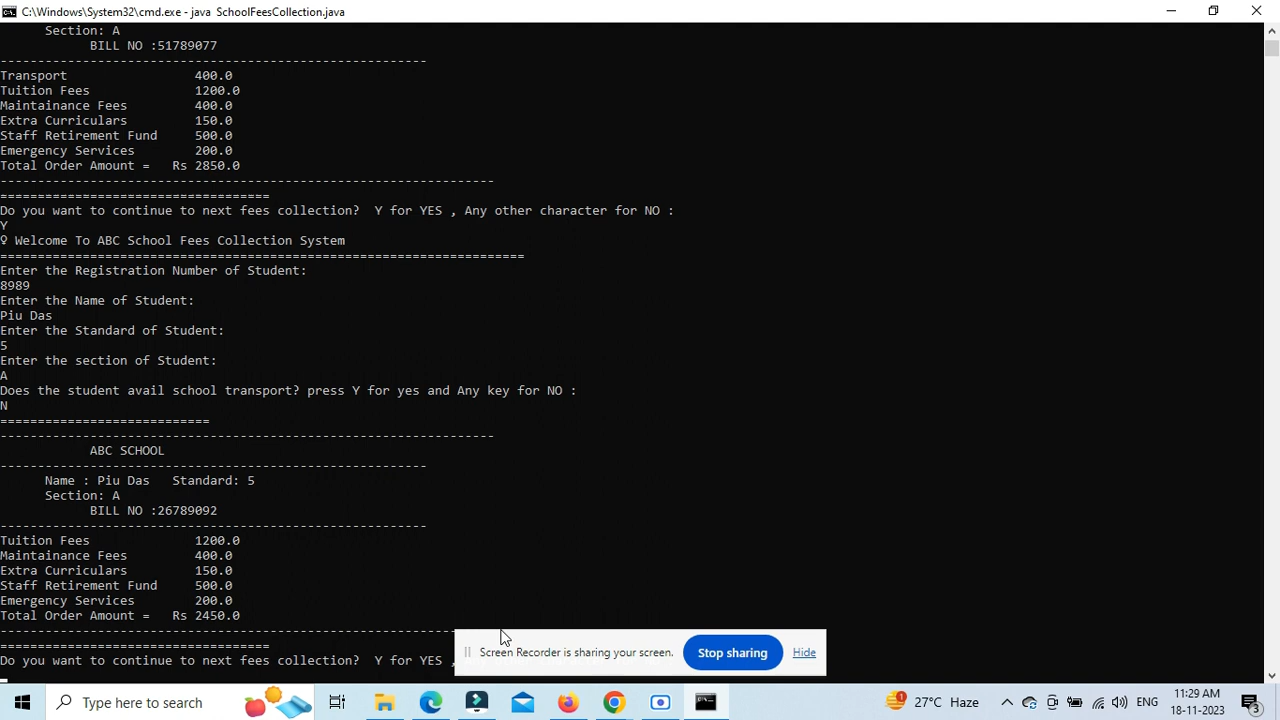 C:\Windows\System32\cmd.exe - java SchoolFeesCollection.java
Section: A
BILL NO :51789077
---------------------------------------------------------
Transport 400.0
Tuition Fees 1200.0
Maintainance Fees 400.0
Extra Curriculars 150.0
Staff Retirement Fund 500.0
Emergency Services 200.0
Total Order Amount = Rs 2850.0
------------------------------------------------------------------
====================================
Do you want to continue to next fees collection? Y for YES , Any other character for NO :
Y
♀ Welcome To ABC School Fees Collection System
======================================================================
Enter the Registration Number of Student:
8989
Enter the Name of Student:
Piu Das
Enter the Standard of Student:
5
Enter the section of Student:
A
Does the student avail school transport? press Y for yes and Any key for NO :
N
============================
------------------------------------------------------------------
ABC SCHOOL
---------------------------------------------------------
Name : Piu Das Standard: 5
Section: A
BILL NO :26789092
---------------------------------------------------------
Tuition Fees 1200.0
Maintainance Fees 400.0
Extra Curriculars 150.0
Staff Retirement Fund 500.0
Emergency Services 200.0
Total Order Amount = Rs 2450.0
------------------------------------------------------------------
====================================
Do you want to continue to next fees collection? Y for YES ,
Screen Recorder is sharing your screen. Stop sharing Hide
Type here to search
27°C Haze
ENG
11:29 AM
18-11-2023
3
1